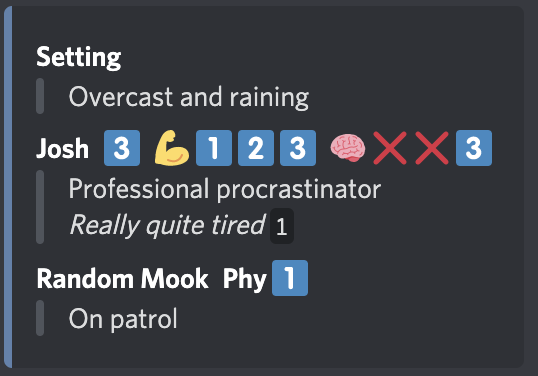 Setting
Overcast and raining
Josh 3️⃣ 💪1️⃣2️⃣3️⃣ 🧠❌❌3️⃣
Professional procrastinator
Really quite tired 1
Random Mook Phy 1️⃣
On patrol